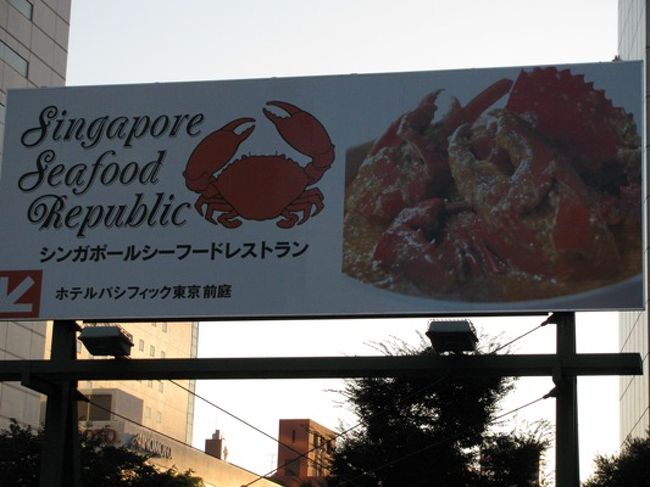 Singapore
Seafood
Republic
シンガポールシーフードレストラン
ホテルパシフィック東京前庭